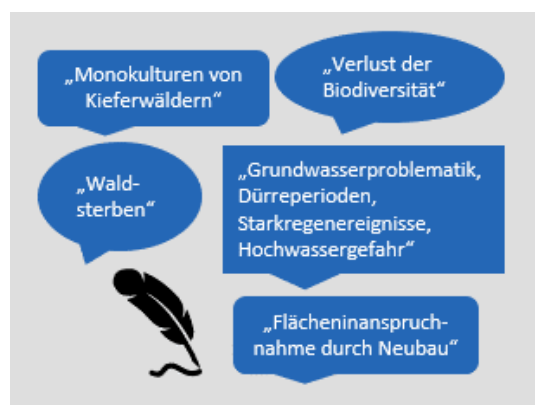 „Monokulturen von
Kieferwäldern“
„Verlust der
Biodiversität“
„Wald-
sterben“
„Grundwasserproblematik,
Dürreperioden,
Starkregenereignisse,
Hochwassergefahr“
„Flächeninanspruch-
nahme durch Neubau“